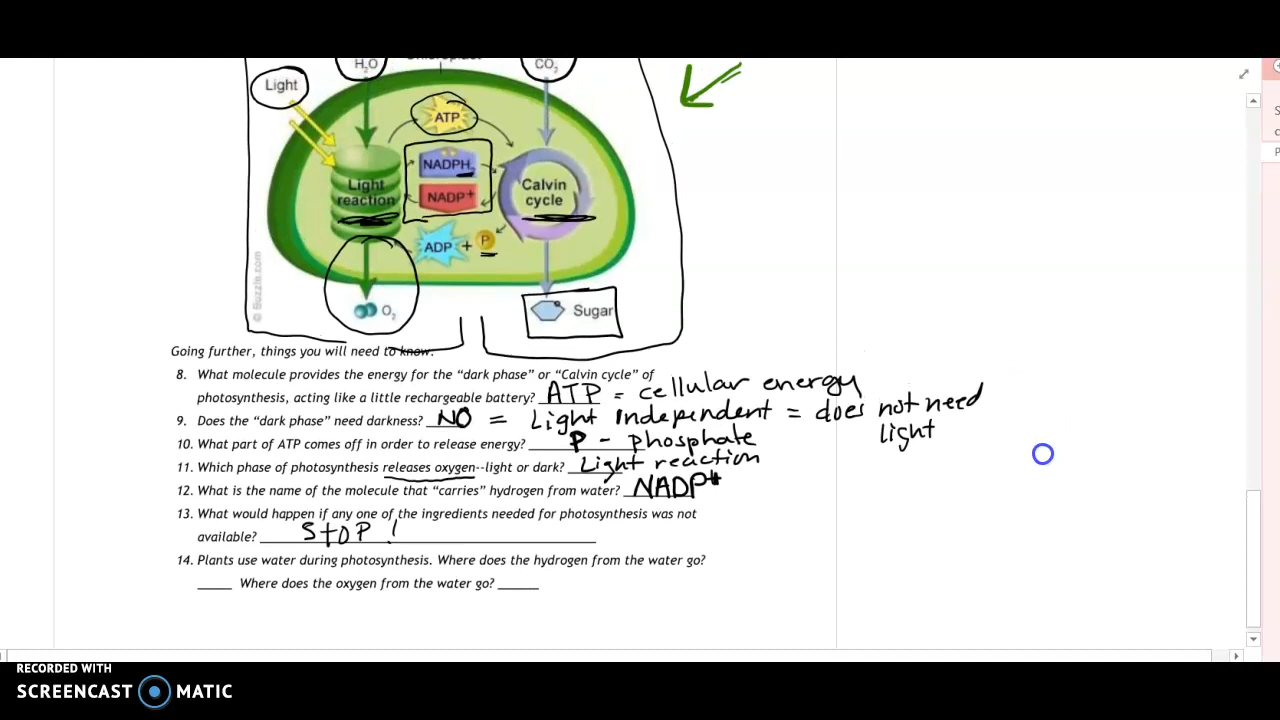 H₂O
CO₂
Light
ATP
NADPH
NADP+
Light
reaction
Calvin
cycle
ADP + P
© Buzzle.com
O₂
Sugar
Going further, things you will need to know.
8. What molecule provides the energy for the “dark phase” or “Calvin cycle” of
photosynthesis, acting like a little rechargeable battery? ATP = cellular energy
9. Does the “dark phase” need darkness? NO = Light Independent = does not need
light
10. What part of ATP comes off in order to release energy? P - phosphate
11. Which phase of photosynthesis releases oxygen--light or dark? Light reaction
12. What is the name of the molecule that “carries” hydrogen from water? NADP+
13. What would happen if any one of the ingredients needed for photosynthesis was not
available? STOP !
14. Plants use water during photosynthesis. Where does the hydrogen from the water go?
_____ Where does the oxygen from the water go? ______
RECORDED WITH
SCREENCAST MATIC